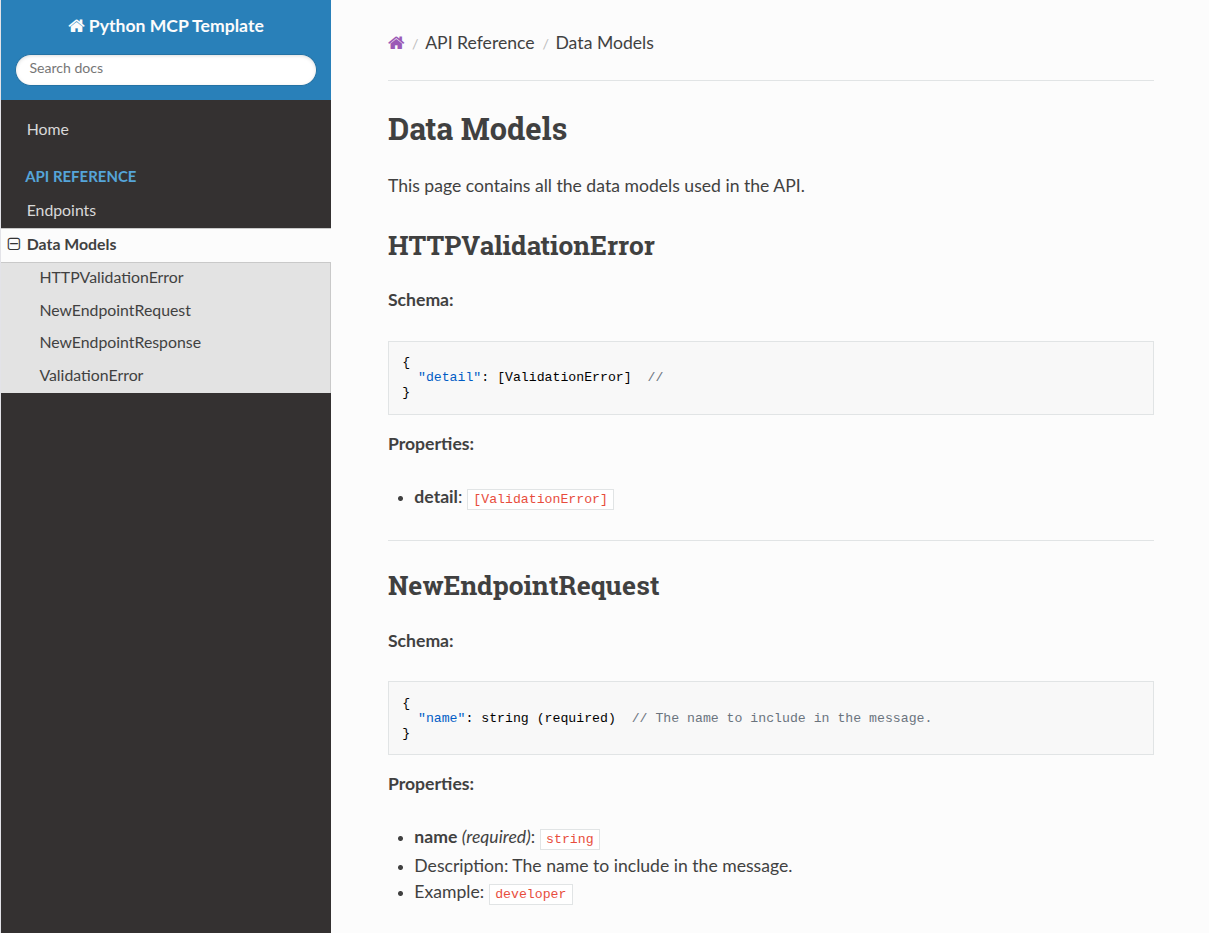 Python MCP Template
Search docs
Home
API REFERENCE
Endpoints
Data Models
HTTPValidationError
NewEndpointRequest
NewEndpointResponse
ValidationError
/ API Reference / Data Models
Data Models
This page contains all the data models used in the API.
HTTPValidationError
Schema:
{
  "detail": [ValidationError]  //
}
Properties:
• detail: [ValidationError]
NewEndpointRequest
Schema:
{
  "name": string (required)  // The name to include in the message.
}
Properties:
• name (required): string
• Description: The name to include in the message.
• Example: developer